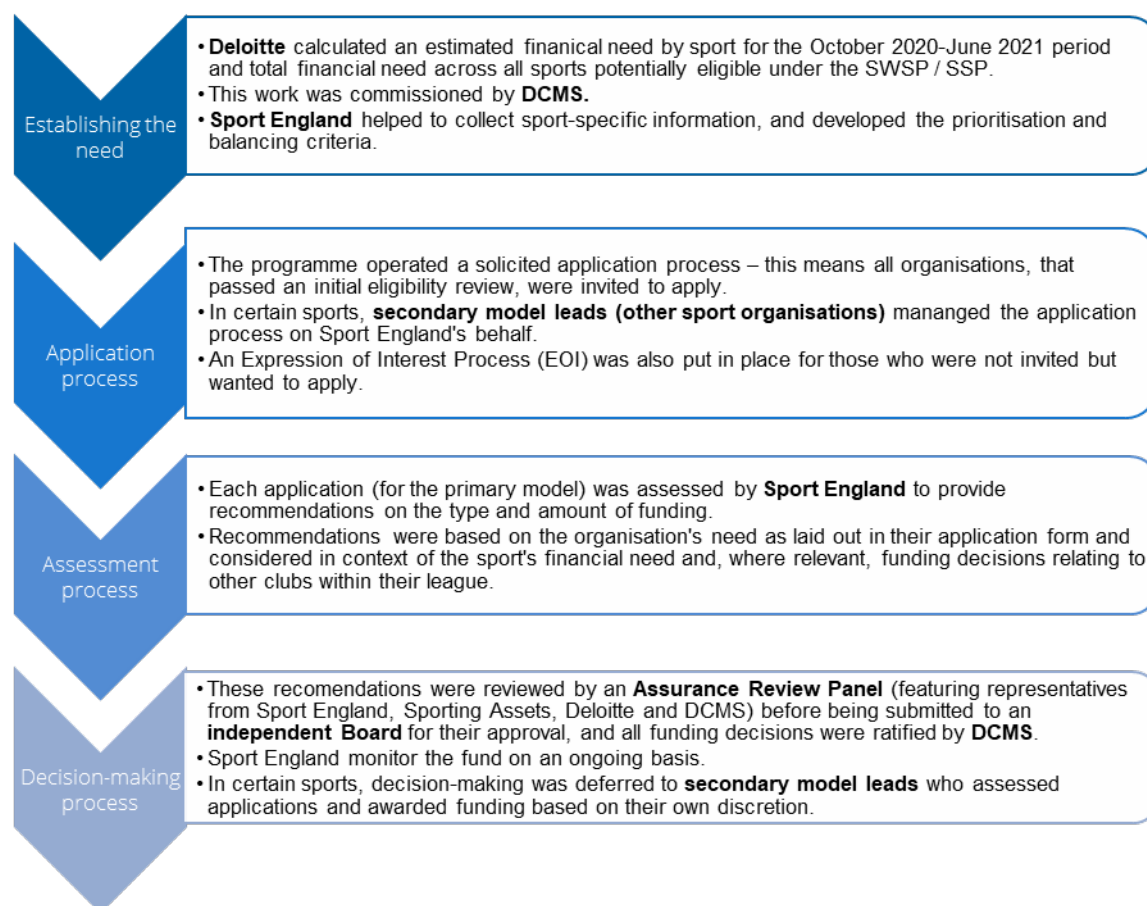 Establishing the
need
• Deloitte calculated an estimated finanical need by sport for the October 2020-June 2021 period
and total financial need across all sports potentially eligible under the SWSP / SSP.
• This work was commissioned by DCMS.
• Sport England helped to collect sport-specific information, and developed the prioritisation and
balancing criteria.
Application
process
• The programme operated a solicited application process – this means all organisations, that
passed an initial eligibility review, were invited to apply.
• In certain sports, secondary model leads (other sport organisations) mananged the application
process on Sport England's behalf.
• An Expression of Interest Process (EOI) was also put in place for those who were not invited but
wanted to apply.
Assessment
process
• Each application (for the primary model) was assessed by Sport England to provide
recommendations on the type and amount of funding.
• Recommendations were based on the organisation's need as laid out in their application form and
considered in context of the sport's financial need and, where relevant, funding decisions relating to
other clubs within their league.
Decision-making
process
• These recomendations were reviewed by an Assurance Review Panel (featuring representatives
from Sport England, Sporting Assets, Deloitte and DCMS) before being submitted to an
independent Board for their approval, and all funding decisions were ratified by DCMS.
• Sport England monitor the fund on an ongoing basis.
• In certain sports, decision-making was deferred to secondary model leads who assessed
applications and awarded funding based on their own discretion.